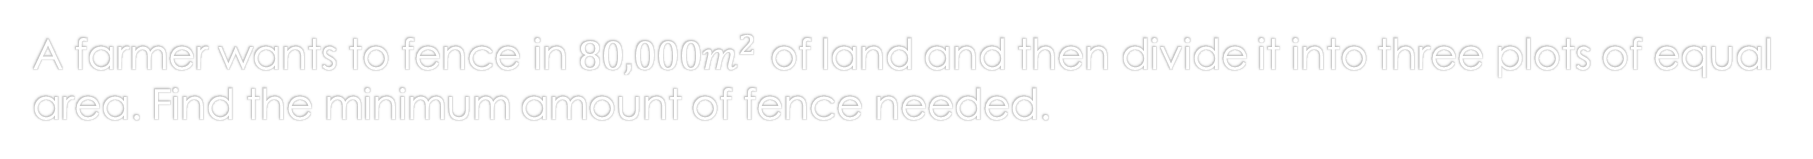 A farmer wants to fence in 80,000m² of land and then divide it into three plots of equal
area. Find the minimum amount of fence needed.